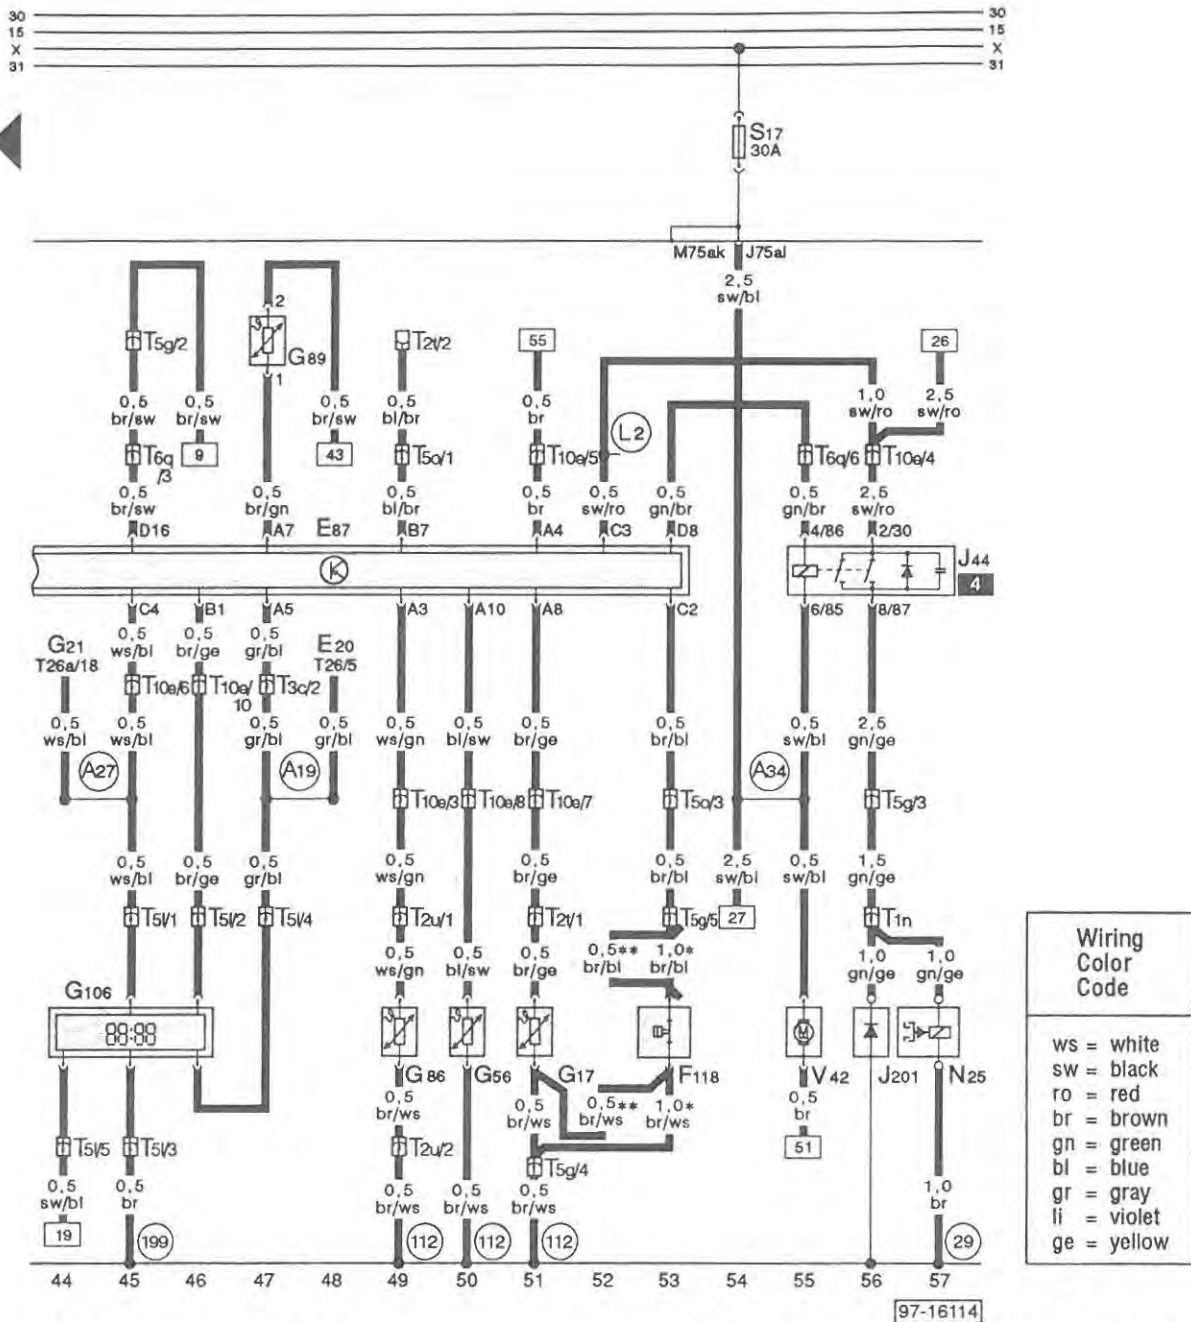 30 30
15 15
X X
31 31
S17
30A
M75ak J75al
2,5
sw/bl
2
T5g/2
G89
T2t/2
55
26
1
0,5 0,5 0,5 0,5 0,5 1,0 2,5
br/sw br/sw br/sw bl/br br sw/ro sw/ro
L2
T6q/3 9 43 T5o/1 T10e/5 T6q/6 T10e/4
0,5 0,5 0,5 0,5 0,5 0,5 0,5 2,5
br/sw br/gn bl/br br sw/ro gn/br gn/br sw/ro
D16 A7 E87 B7 A4 C3 D8 4/86 2/30
J44
4
C4 B1 A5 A3 A10 A8 C2 6/85 8/87
G21 0,5 0,5 0,5 E20
T26a/18 ws/bl br/ge gr/bl T26/5
T10e/6 T10e/10 T3c/2
0,5 0,5 0,5 0,5 0,5 0,5 0,5 0,5 0,5 2,5
ws/bl ws/bl gr/bl gr/bl ws/gn bl/sw br/ge br/bl sw/bl gn/ge
A27 A19 A34
T10e/3 T10e/8 T10e/7 T5o/3 T5g/3
0,5 0,5 0,5 0,5 0,5 0,5 2,5 0,5 1,5
ws/bl br/ge gr/bl ws/gn br/ge br/bl sw/bl sw/bl gn/ge
T5l/1 T5l/2 T5l/4 T2u/1 T2t/1 T5g/5 27 T1n
0,5 0,5 0,5 0,5** 1,0* 1,0 1,0
ws/gn bl/sw br/ge br/bl br/bl gn/ge gn/ge
G106
88:88
M
G86 G56 G17 F118 V42 J201 N25
0,5 0,5 0,5** 1,0* 0,5
br/ws br/ws br/ws br/ws br
T5l/5 T5l/3 T2u/2 T5g/4 51
0,5 0,5 0,5 0,5 0,5 1,0
sw/bl br br/ws br/ws br/ws br
19 199 112 112 112 29
44 45 46 47 48 49 50 51 52 53 54 55 56 57
97-16114
Wiring
Color
Code
ws = white
sw = black
ro = red
br = brown
gn = green
bl = blue
gr = gray
li = violet
ge = yellow